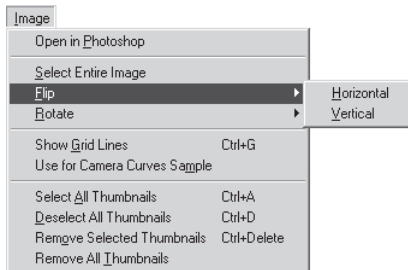 Image
Open in Photoshop
Select Entire Image
Flip
Horizontal
Rotate
Vertical
Show Grid Lines Ctrl+G
Use for Camera Curves Sample
Select All Thumbnails Ctrl+A
Deselect All Thumbnails Ctrl+D
Remove Selected Thumbnails Ctrl+Delete
Remove All Thumbnails